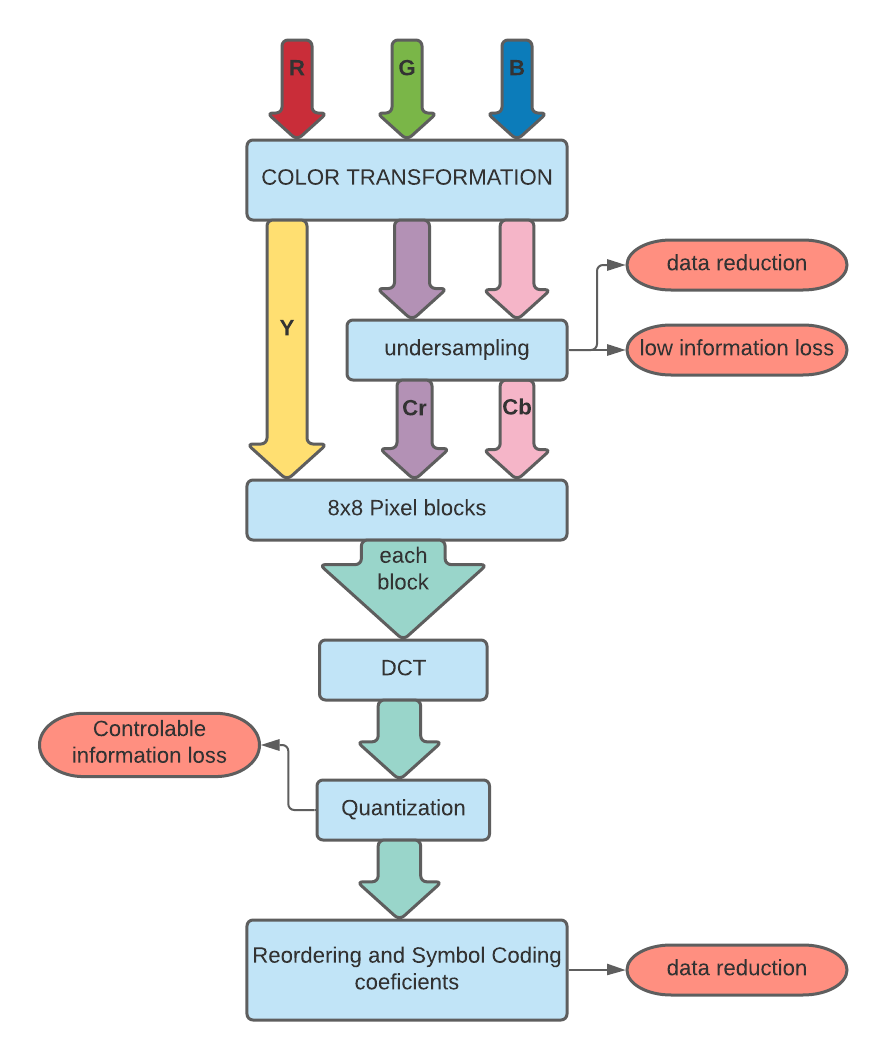 R
G
B
COLOR TRANSFORMATION
data reduction
Y
undersampling
low information loss
Cr
Cb
8x8 Pixel blocks
each
block
DCT
Controlable
information loss
Quantization
Reordering and Symbol Coding
coeficients
data reduction